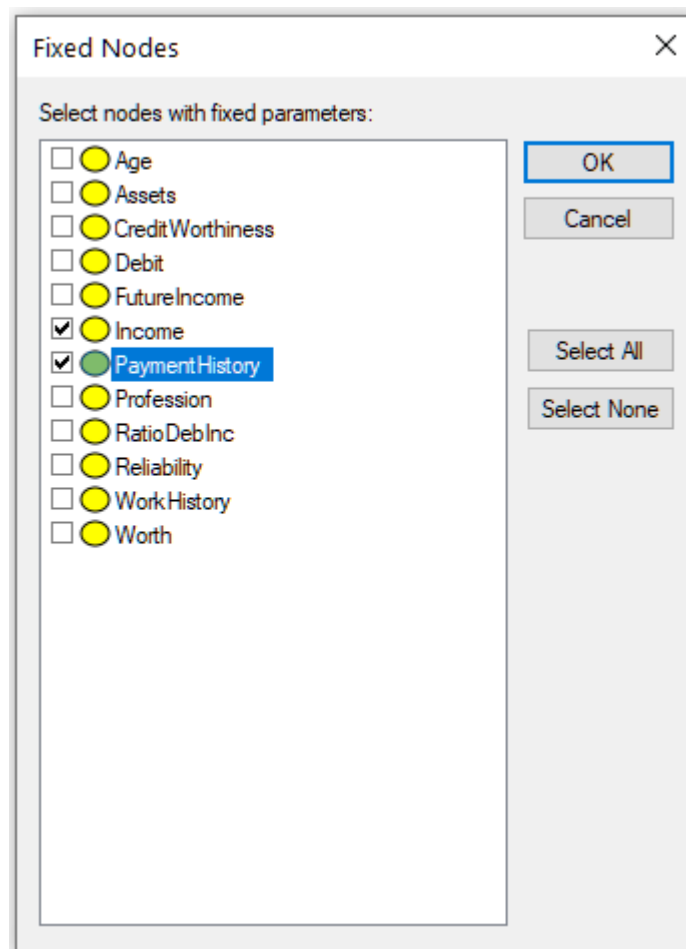 Fixed Nodes
Select nodes with fixed parameters:
Age
Assets
CreditWorthiness
Debit
FutureIncome
Income
PaymentHistory
Profession
RatioDebInc
Reliability
WorkHistory
Worth
OK
Cancel
Select All
Select None